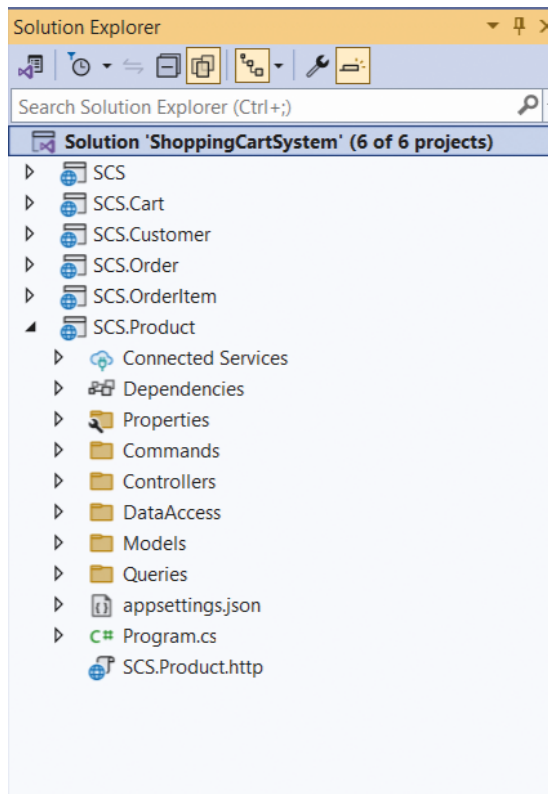 Solution Explorer
Search Solution Explorer (Ctrl+;)
Solution 'ShoppingCartSystem' (6 of 6 projects)
SCS
SCS.Cart
SCS.Customer
SCS.Order
SCS.OrderItem
SCS.Product
Connected Services
Dependencies
Properties
Commands
Controllers
DataAccess
Models
Queries
appsettings.json
C# Program.cs
SCS.Product.http